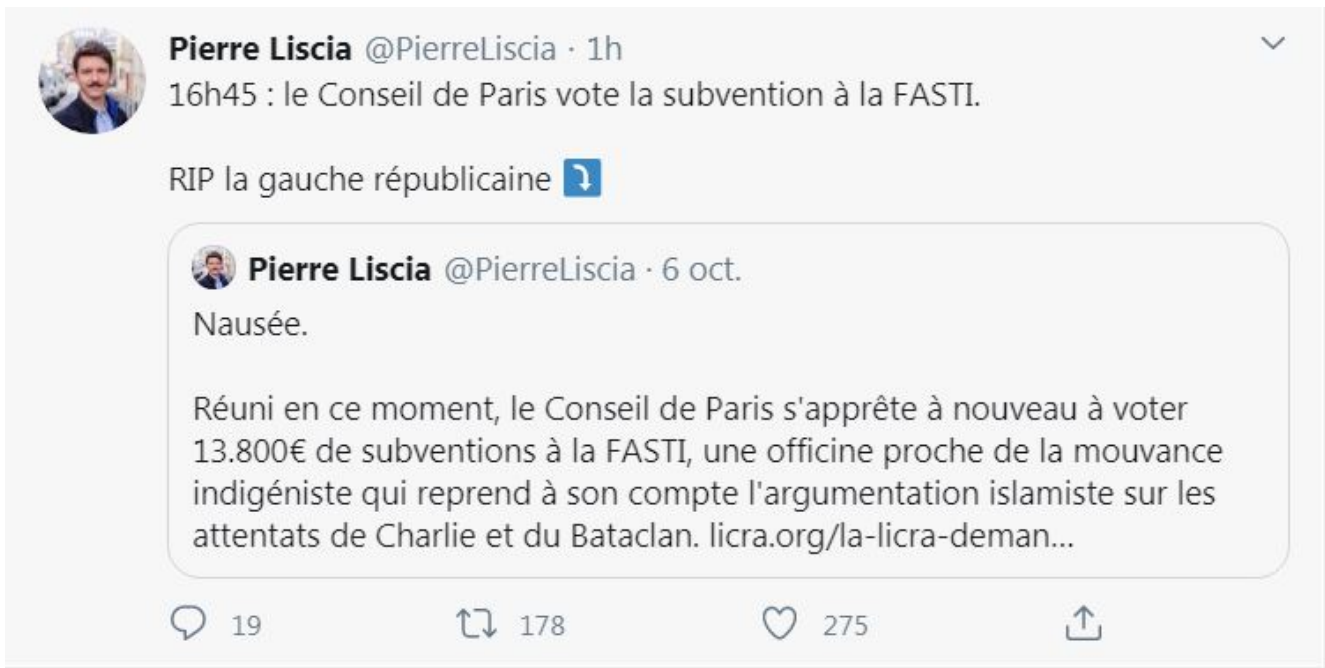 Pierre Liscia @PierreLiscia · 1h
16h45 : le Conseil de Paris vote la subvention à la FASTI.
RIP la gauche républicaine ⤵️
Pierre Liscia @PierreLiscia · 6 oct.
Nausée.
Réuni en ce moment, le Conseil de Paris s'apprête à nouveau à voter
13.800€ de subventions à la FASTI, une officine proche de la mouvance
indigéniste qui reprend à son compte l'argumentation islamiste sur les
attentats de Charlie et du Bataclan. licra.org/la-licra-deman...
19 178 275